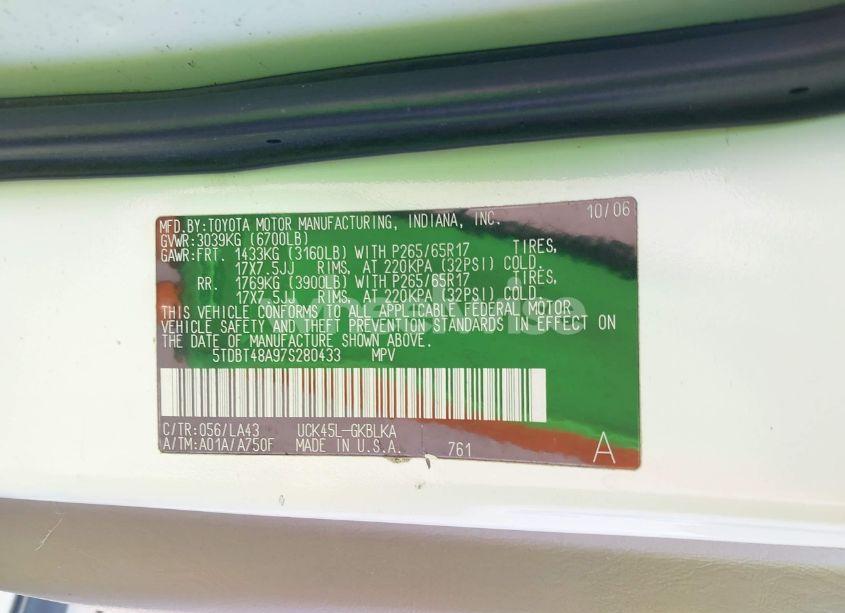 MFD.BY:TOYOTA MOTOR MANUFACTURING, INDIANA, INC. 10/06
GVWR:3039KG (6700LB)
GAWR:FRT. 1433KG (3160LB) WITH P265/65R17 TIRES,
17X7.5JJ RIMS, AT 220KPA (32PSI) COLD.
RR. 1769KG (3900LB) WITH P265/65R17 TIRES,
17X7.5JJ RIMS, AT 220KPA (32PSI) COLD.
THIS VEHICLE CONFORMS TO ALL APPLICABLE FEDERAL MOTOR
VEHICLE SAFETY AND THEFT PREVENTION STANDARDS IN EFFECT ON
THE DATE OF MANUFACTURE SHOWN ABOVE.
5TDBT48A97S280433 MPV
C/TR:056/LA43 UCK45L-GKBLKA
A/TM:A01A/A750F MADE IN U.S.A. 761 A